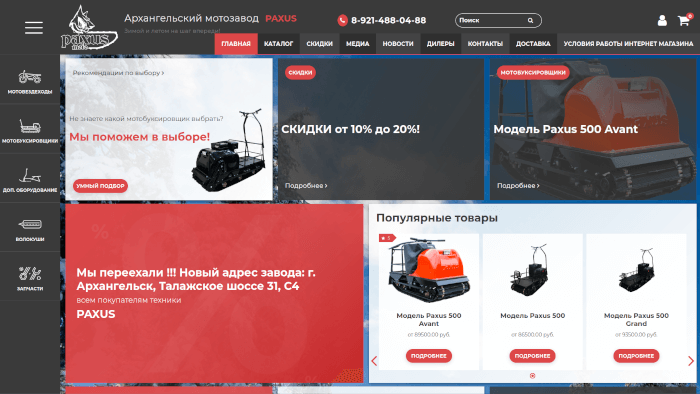 Архангельский мотозавод PAXUS
Зимой и летом на шаг впереди!
8-921-488-04-88
Поиск
0
paxus
moto
ГЛАВНАЯ КАТАЛОГ СКИДКИ МЕДИА НОВОСТИ ДИЛЕРЫ КОНТАКТЫ ДОСТАВКА УСЛОВИЯ РАБОТЫ ИНТЕРНЕТ МАГАЗИНА
МОТОВЕЗДЕХОДЫ
МОТОБУКСИРОВЩИКИ
ДОП. ОБОРУДОВАНИЕ
ВОЛОКУШИ
ЗАПЧАСТИ
Рекомендации по выбору >
Не знаете какой мотобуксировщик выбрать?
Мы поможем в выборе!
УМНЫЙ ПОДБОР
СКИДКИ
СКИДКИ от 10% до 20%!
Подробнее >
МОТОБУКСИРОВЩИКИ
Модель Paxus 500 Avant
Подробнее >
Мы переехали !!! Новый адрес завода: г.
Архангельск, Талажское шоссе 31, С4
всем покупателям техники
PAXUS
Популярные товары
Модель Paxus 500
Avant
от 89500.00 руб.
ПОДРОБНЕЕ
Модель Paxus 500
от 86500.00 руб.
ПОДРОБНЕЕ
Модель Paxus 500
Grand
от 93500.00 руб.
ПОДРОБНЕЕ